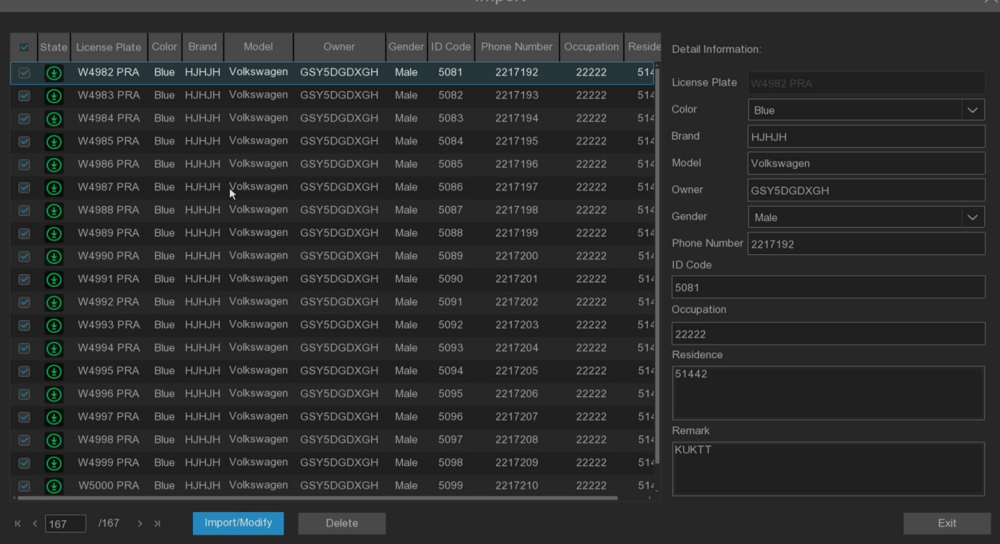 Import
State License Plate Color Brand Model Owner Gender ID Code Phone Number Occupation Reside
W4982 PRA Blue HJHJH Volkswagen GSY5DGDXGH Male 5081 2217192 22222 514
W4983 PRA Blue HJHJH Volkswagen GSY5DGDXGH Male 5082 2217193 22222 514
W4984 PRA Blue HJHJH Volkswagen GSY5DGDXGH Male 5083 2217194 22222 514
W4985 PRA Blue HJHJH Volkswagen GSY5DGDXGH Male 5084 2217195 22222 514
W4986 PRA Blue HJHJH Volkswagen GSY5DGDXGH Male 5085 2217196 22222 514
W4987 PRA Blue HJHJH Volkswagen GSY5DGDXGH Male 5086 2217197 22222 514
W4988 PRA Blue HJHJH Volkswagen GSY5DGDXGH Male 5087 2217198 22222 514
W4989 PRA Blue HJHJH Volkswagen GSY5DGDXGH Male 5088 2217199 22222 514
W4990 PRA Blue HJHJH Volkswagen GSY5DGDXGH Male 5089 2217200 22222 514
W4991 PRA Blue HJHJH Volkswagen GSY5DGDXGH Male 5090 2217201 22222 514
W4992 PRA Blue HJHJH Volkswagen GSY5DGDXGH Male 5091 2217202 22222 514
W4993 PRA Blue HJHJH Volkswagen GSY5DGDXGH Male 5092 2217203 22222 514
W4994 PRA Blue HJHJH Volkswagen GSY5DGDXGH Male 5093 2217204 22222 514
W4995 PRA Blue HJHJH Volkswagen GSY5DGDXGH Male 5094 2217205 22222 514
W4996 PRA Blue HJHJH Volkswagen GSY5DGDXGH Male 5095 2217206 22222 514
W4997 PRA Blue HJHJH Volkswagen GSY5DGDXGH Male 5096 2217207 22222 514
W4998 PRA Blue HJHJH Volkswagen GSY5DGDXGH Male 5097 2217208 22222 514
W4999 PRA Blue HJHJH Volkswagen GSY5DGDXGH Male 5098 2217209 22222 514
W5000 PRA Blue HJHJH Volkswagen GSY5DGDXGH Male 5099 2217210 22222 514
Detail Information:
License Plate W4982 PRA
Color Blue
Brand HJHJH
Model Volkswagen
Owner GSY5DGDXGH
Gender Male
Phone Number 2217192
ID Code
5081
Occupation
22222
Residence
51442
Remark
KUKTT
167 /167 Import/Modify Delete Exit